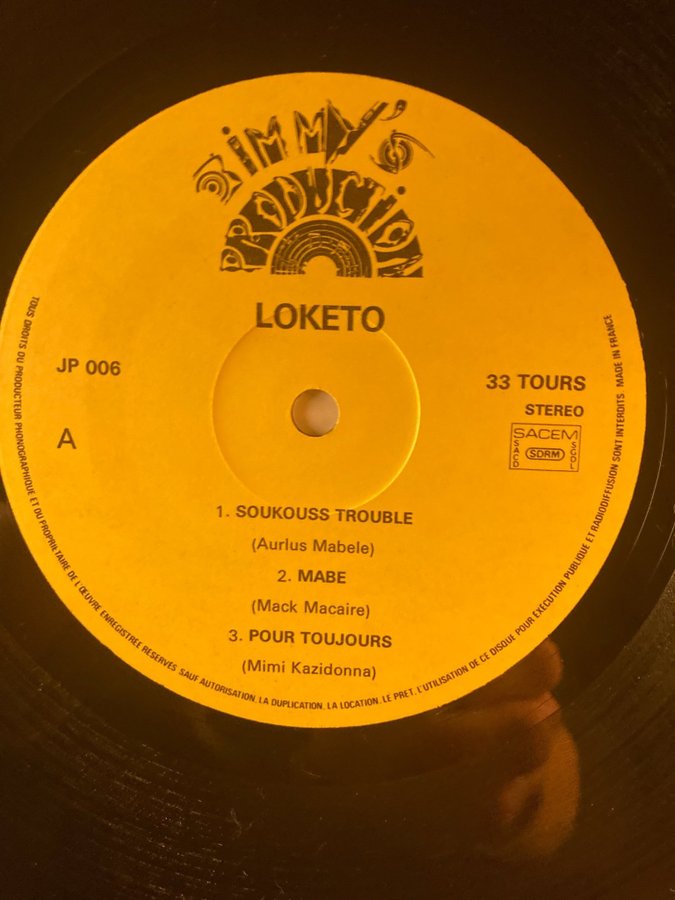 Jimmy's
PRODUCTION
LOKETO
JP 006
33 TOURS
STEREO
A
SACEM
SACD
SDRM
SGDL
1. SOUKOUSS TROUBLE
(Aurlus Mabele)
2. MABE
(Mack Macaire)
3. POUR TOUJOURS
(Mimi Kazidonna)
TOUS DROITS DU PRODUCTEUR PHONOGRAPHIQUE ET DU PROPRIETAIRE DE L'ŒUVRE ENREGISTREE RESERVES. SAUF AUTORISATION. LA DUPLICATION. LA LOCATION. LE PRET. L'UTILISATION DE CE DISQUE POUR EXECUTION PUBLIQUE ET RADIODIFFUSION SONT INTERDITS. MADE IN FRANCE